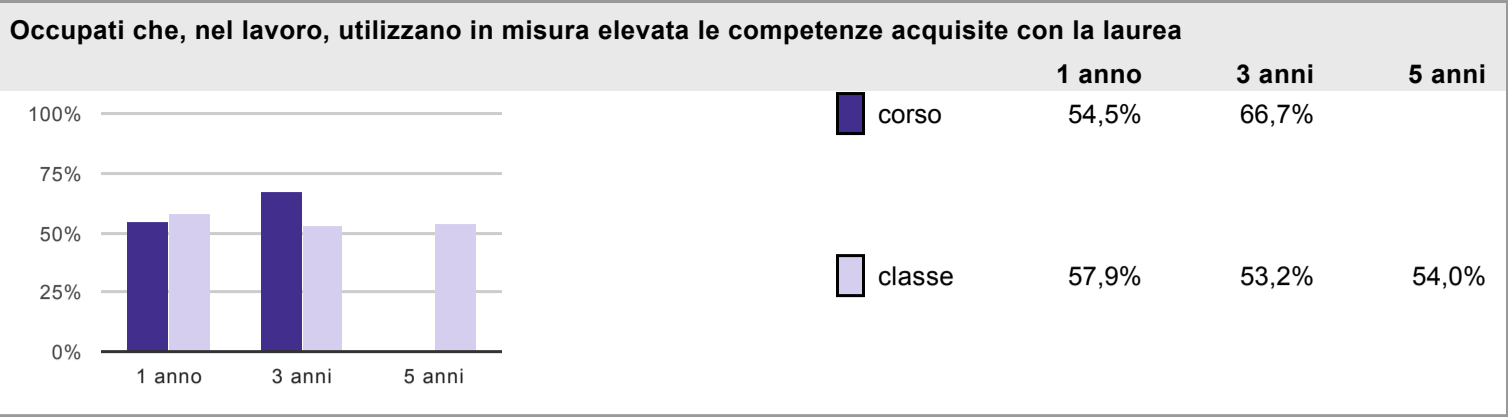 Occupati che, nel lavoro, utilizzano in misura elevata le competenze acquisite con la laurea
1 anno 3 anni 5 anni
100%
75%
50%
25%
0%
1 anno 3 anni 5 anni
corso 54,5% 66,7%
classe 57,9% 53,2% 54,0%